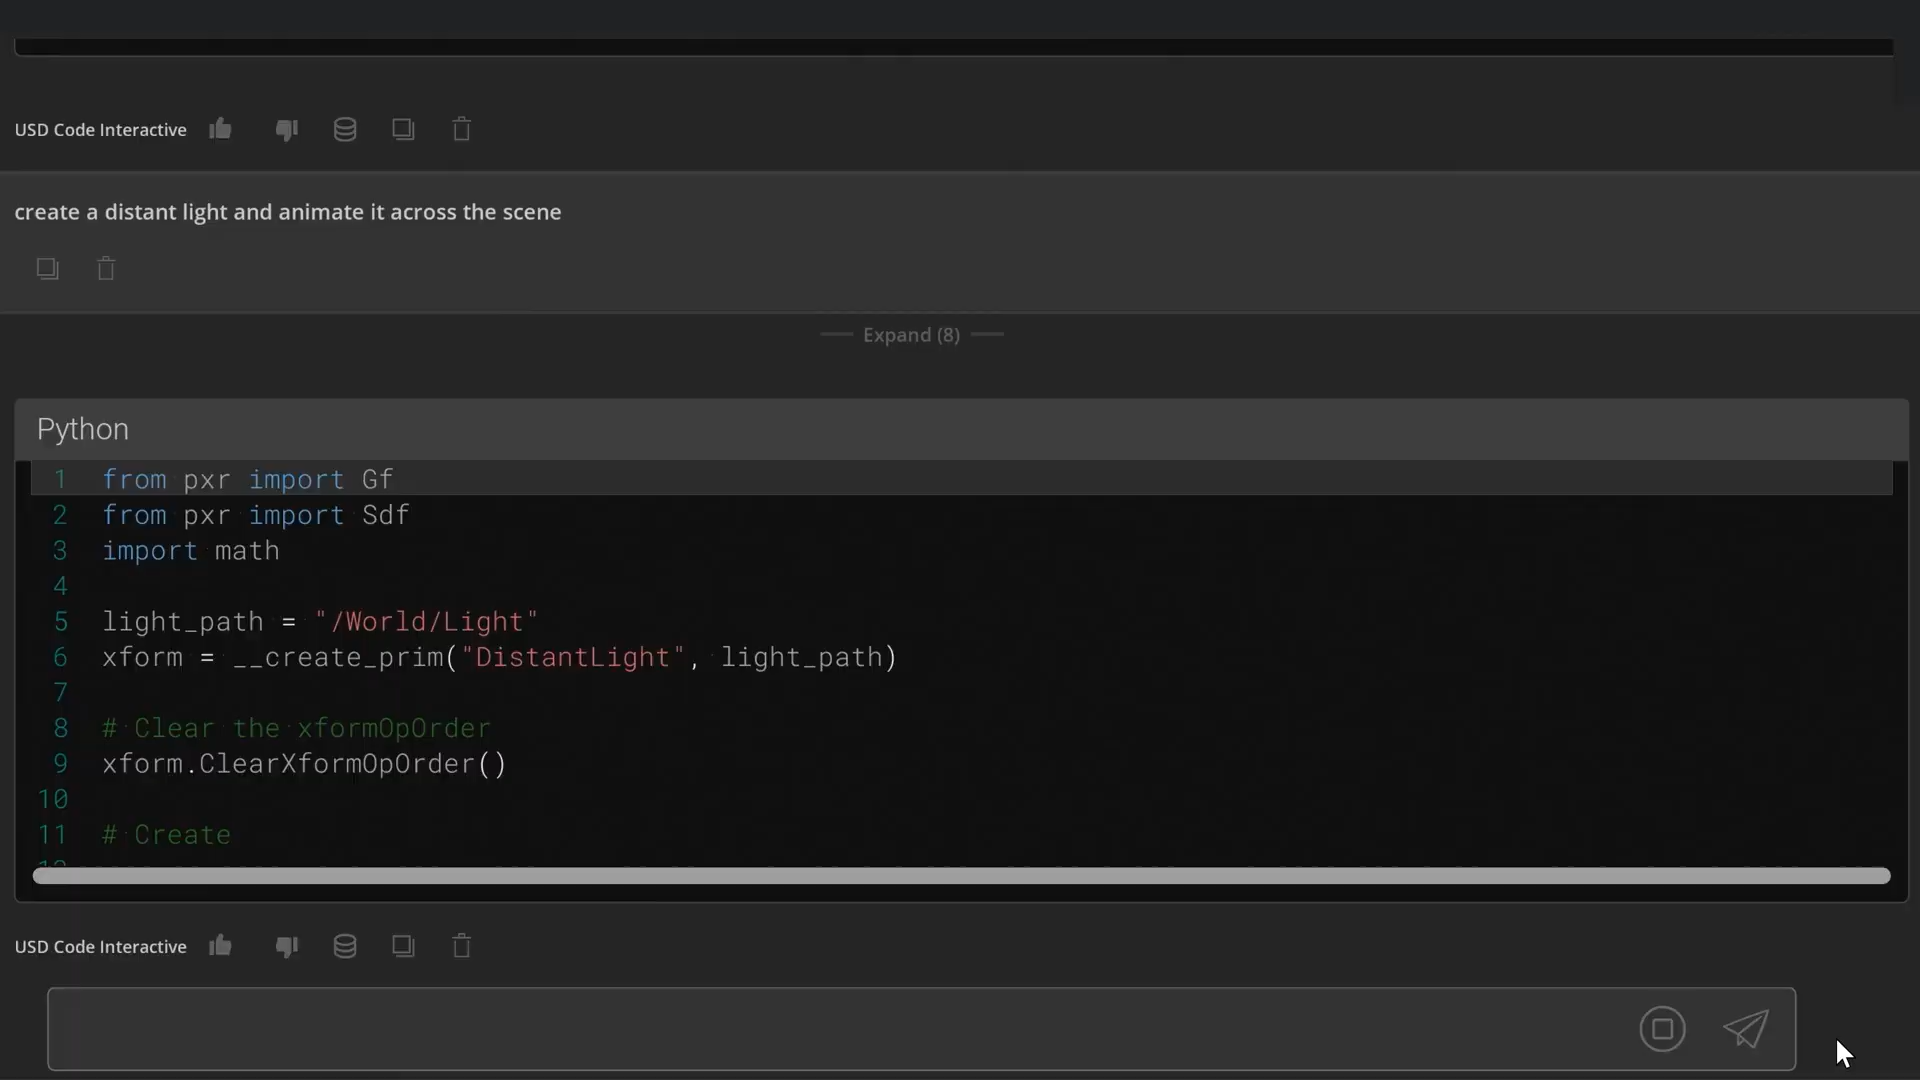 USD Code Interactive
create a distant light and animate it across the scene
Expand (8)
Python
1 from pxr import Gf
2 from pxr import Sdf
3 import math
4
5 light_path = "/World/Light"
6 xform = __create_prim("DistantLight", light_path)
7
8 # Clear the xformOpOrder
9 xform.ClearXformOpOrder()
10
11 # Create
USD Code Interactive